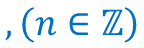 , (n ∈ ℤ)